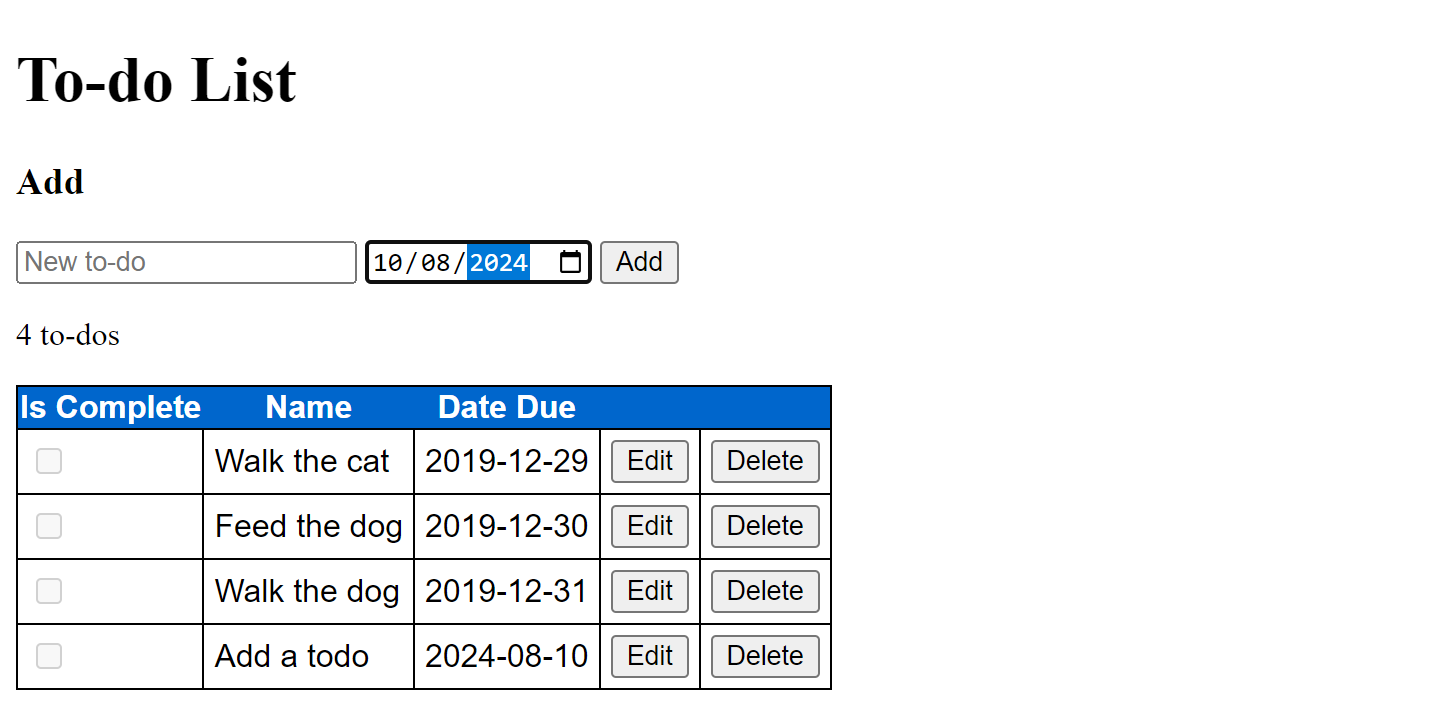 To-do List
Add
New to-do 10/08/2024 Add
4 to-dos
Is Complete Name Date Due
Walk the cat 2019-12-29 Edit Delete
Feed the dog 2019-12-30 Edit Delete
Walk the dog 2019-12-31 Edit Delete
Add a todo 2024-08-10 Edit Delete